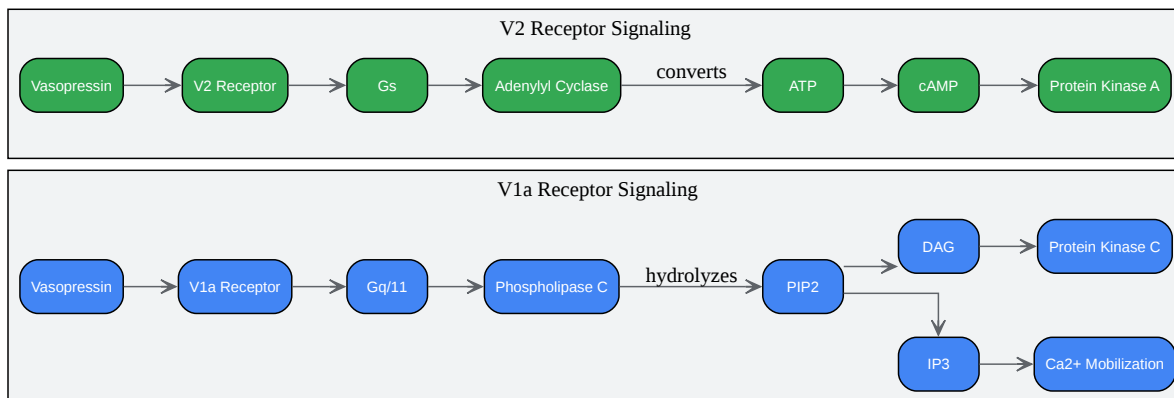 V2 Receptor Signaling
Vasopressin
V2 Receptor
Gs
Adenylyl Cyclase
converts
ATP
cAMP
Protein Kinase A
V1a Receptor Signaling
Vasopressin
V1a Receptor
Gq/11
Phospholipase C
hydrolyzes
PIP2
DAG
Protein Kinase C
IP3
Ca2+ Mobilization